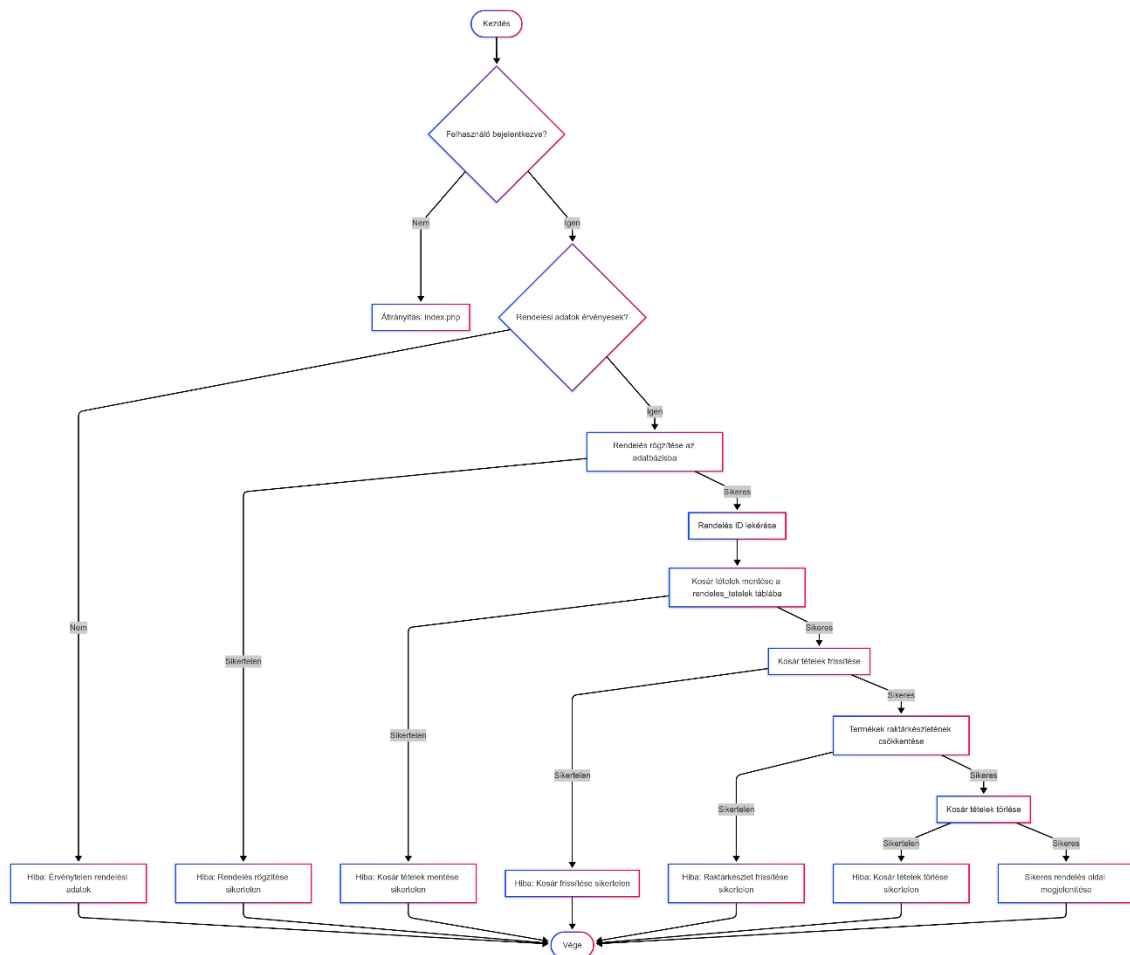 Kezdés
Felhasználó bejelentkezve?
Nem
Igen
Átirányítás: index.php
Rendelési adatok érvényesek?
Igen
Rendelés rögzítése az
adatbázisba
Sikeres
Rendelés ID lekérése
Kosár tételek mentése a
rendeles_tetelek táblába
Nem
Sikeres
Sikertelen
Kosár tételek frissítése
Sikeres
Termékek raktárkészletének
csökkentése
Sikertelen
Sikertelen
Sikeres
Kosár tételek törlése
Sikertelen
Sikertelen
Sikeres
Hiba: Érvénytelen rendelési
adatok
Hiba: Rendelés rögzítése
sikertelen
Hiba: Kosár tételek mentése
sikertelen
Hiba: Kosár frissítése sikertelen
Hiba: Raktárkészlet frissítése
sikertelen
Hiba: Kosár tételek törlése
sikertelen
Sikeres rendelés oldal
megjelenítése
Vége